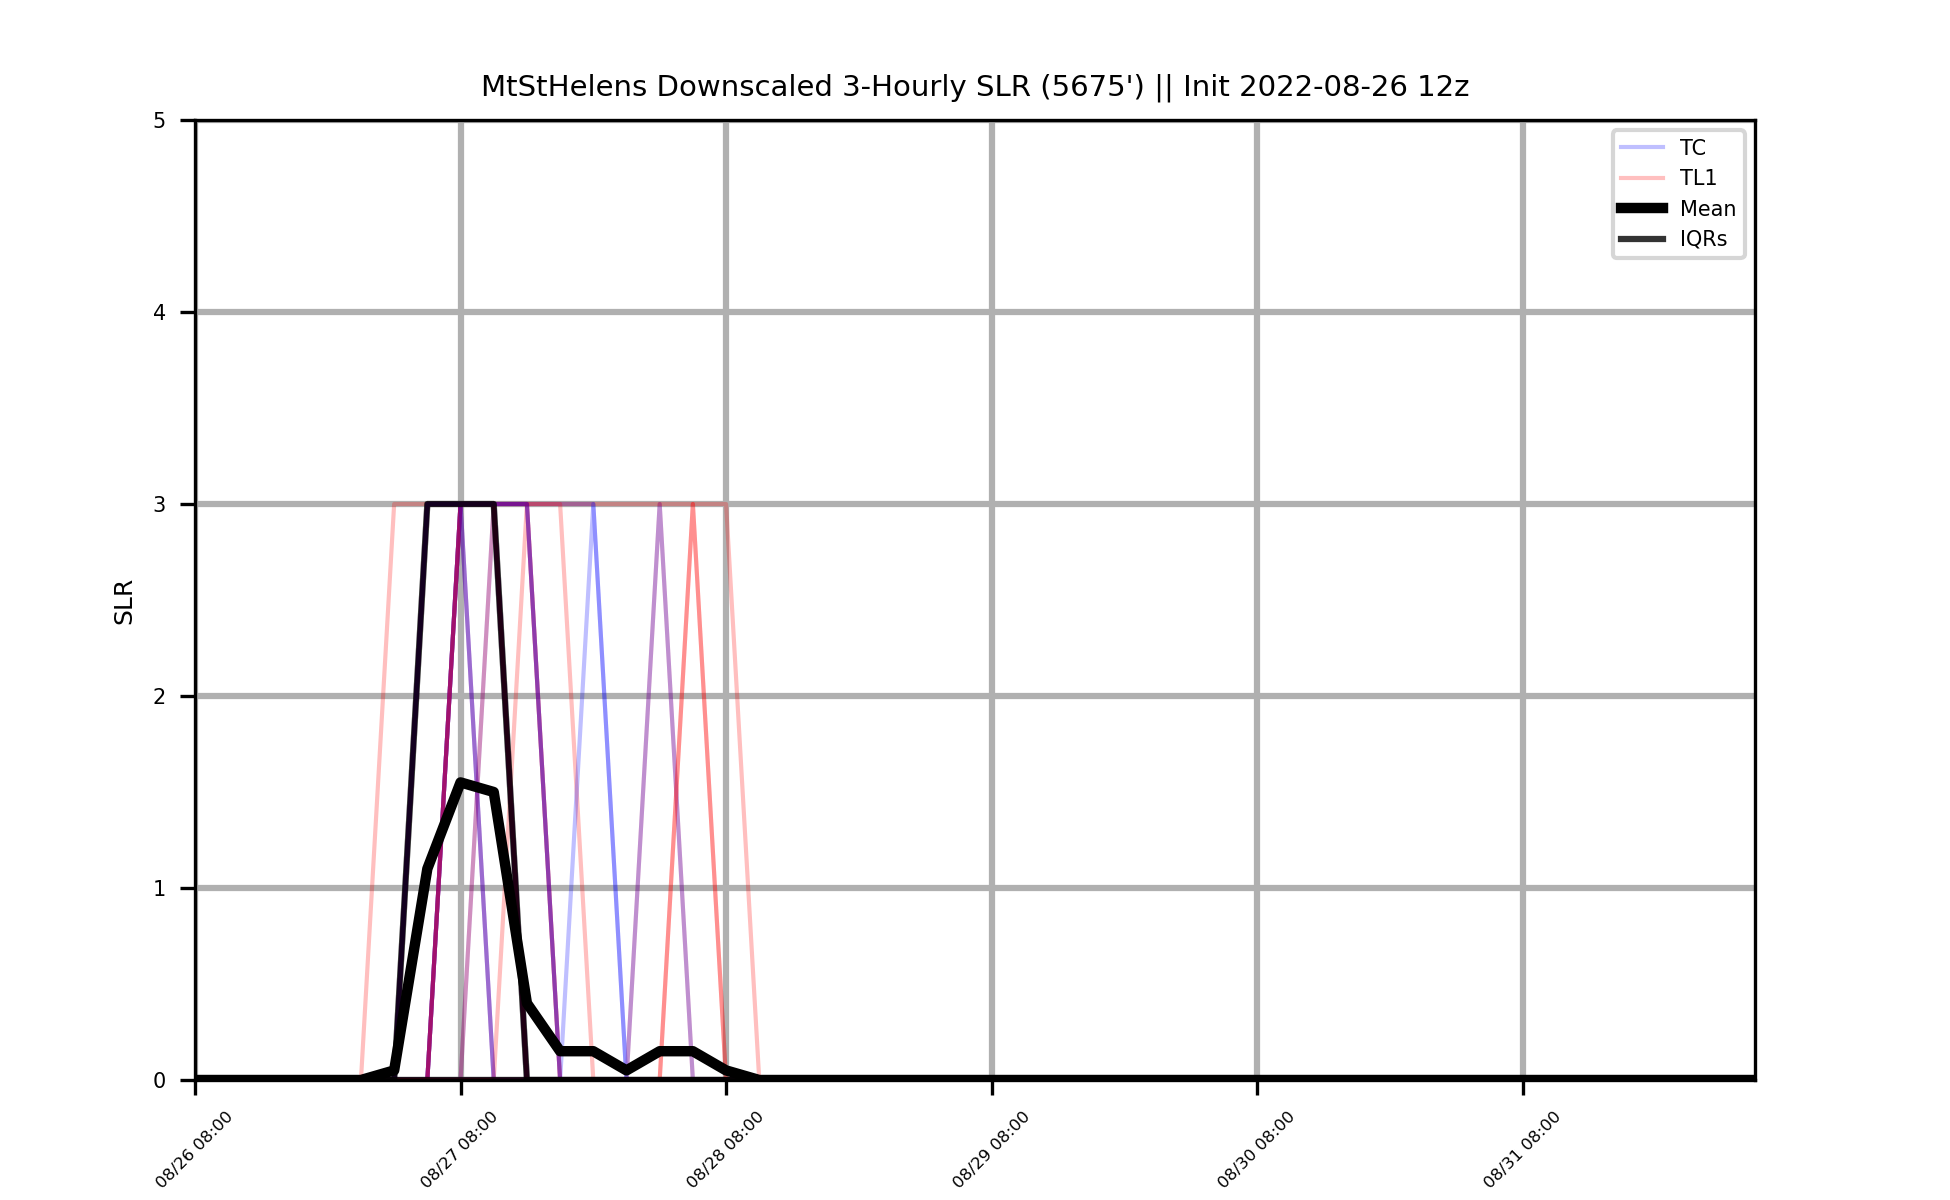 MtStHelens Downscaled 3-Hourly SLR (5675') || Init 2022-08-26 12z
5
4
3
2
1
0
SLR
TC
TL1
Mean
IQRs
08/26 08:00
08/27 08:00
08/28 08:00
08/29 08:00
08/30 08:00
08/31 08:00